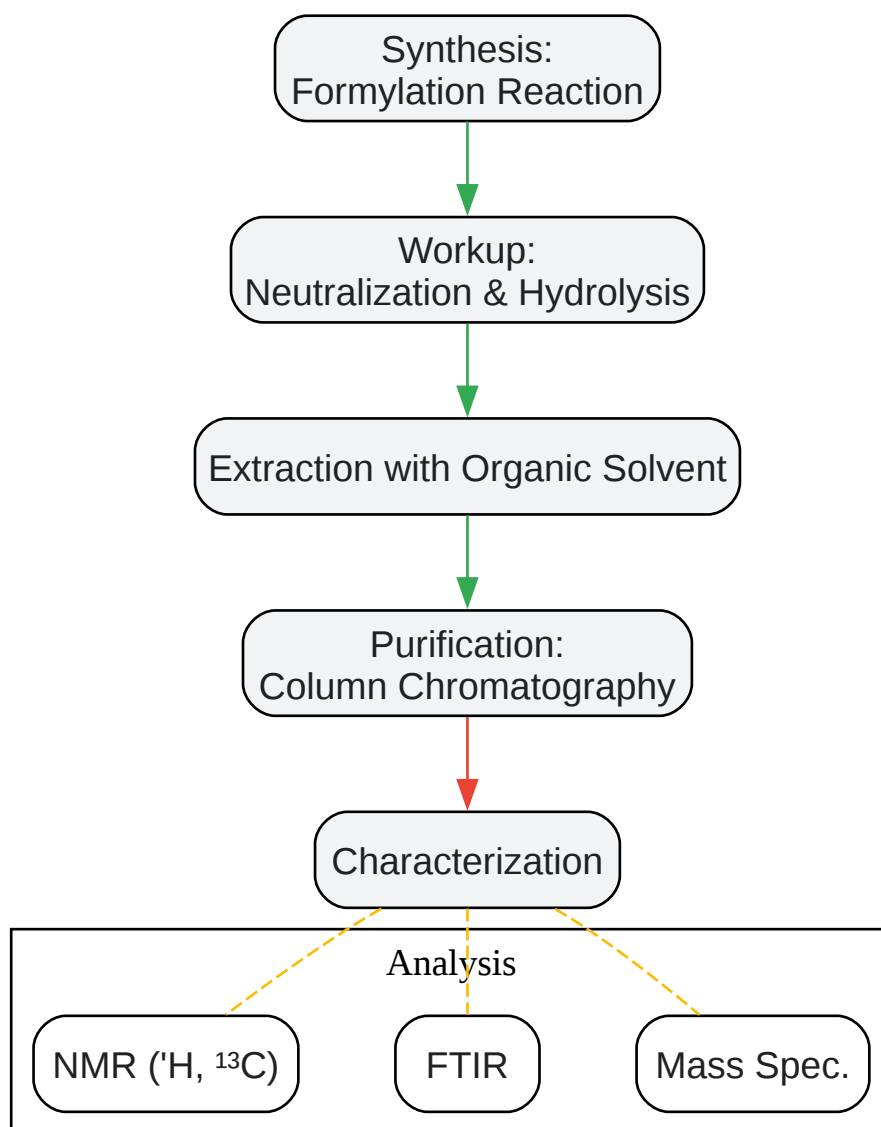 Synthesis:
Formylation Reaction
Workup:
Neutralization & Hydrolysis
Extraction with Organic Solvent
Purification:
Column Chromatography
Characterization
Analysis
NMR ('H, ¹³C)
FTIR
Mass Spec.